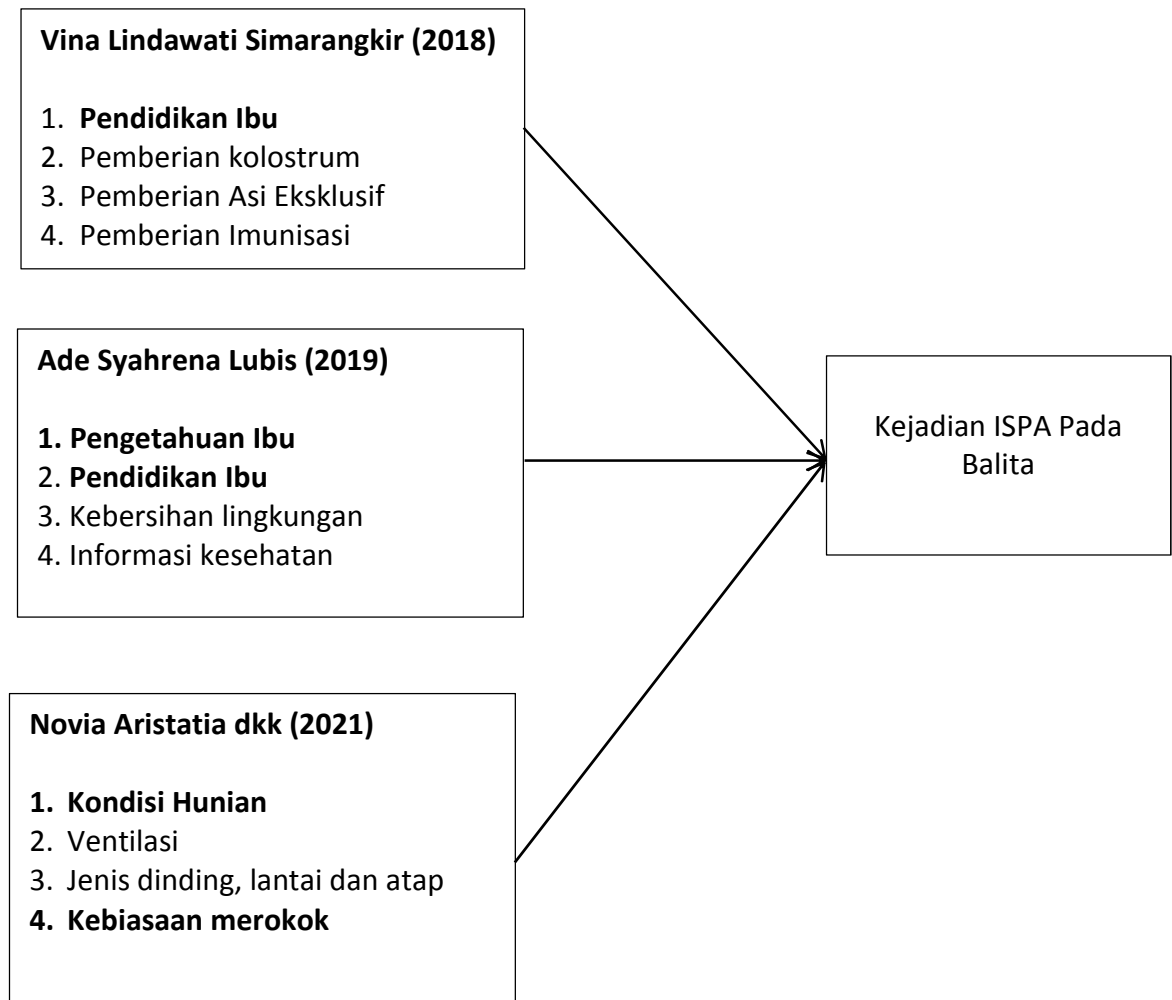 Vina Lindawati Simarangkir (2018)
1. Pendidikan Ibu
2. Pemberian kolostrum
3. Pemberian Asi Eksklusif
4. Pemberian Imunisasi
Ade Syahrena Lubis (2019)
1. Pengetahuan Ibu
2. Pendidikan Ibu
3. Kebersihan lingkungan
4. Informasi kesehatan
Novia Aristatia dkk (2021)
1. Kondisi Hunian
2. Ventilasi
3. Jenis dinding, lantai dan atap
4. Kebiasaan merokok
Kejadian ISPA Pada
Balita